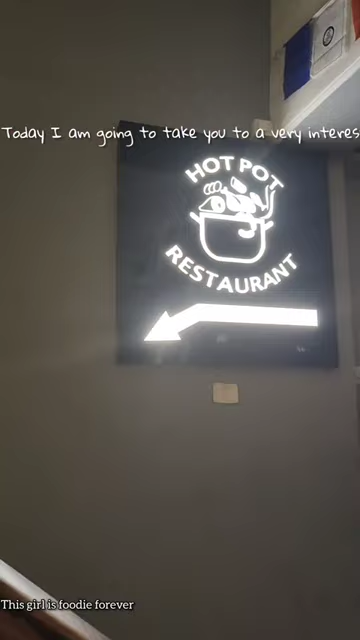 Today I am going to take you to a very interes
HOT POT
RESTAURANT
This girl is foodie forever